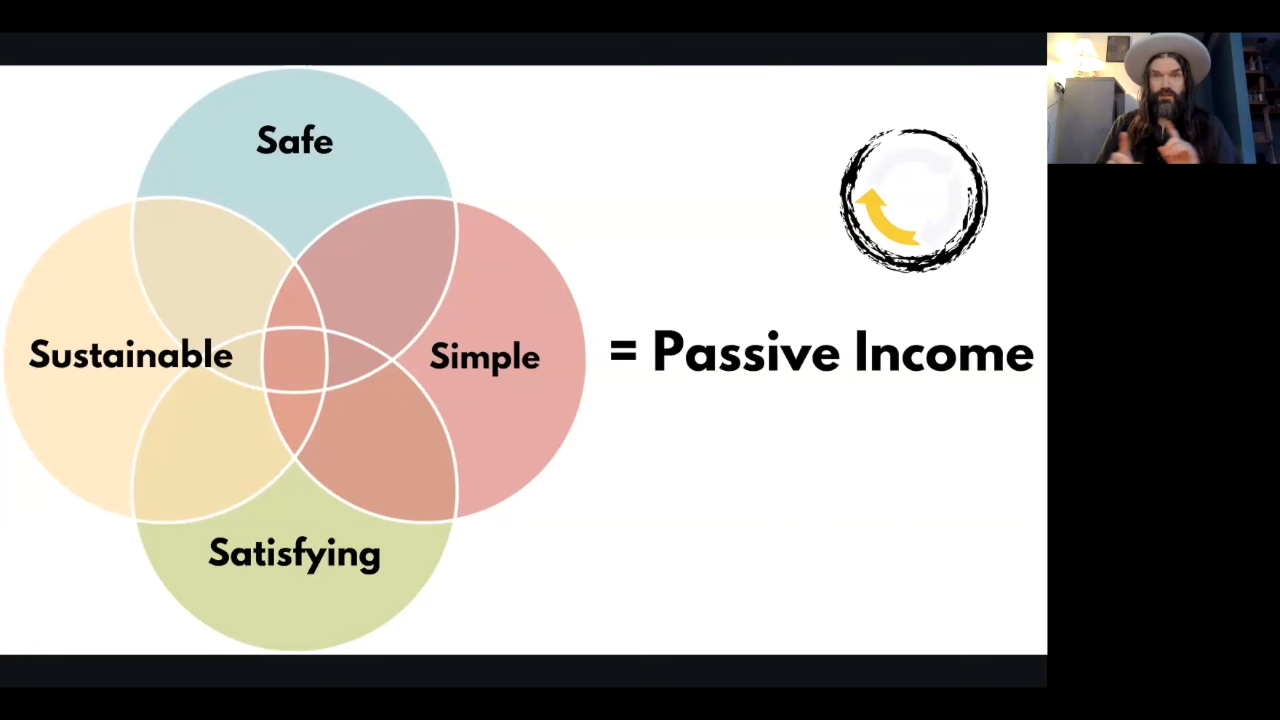 Safe
Sustainable
Simple
= Passive Income
Satisfying